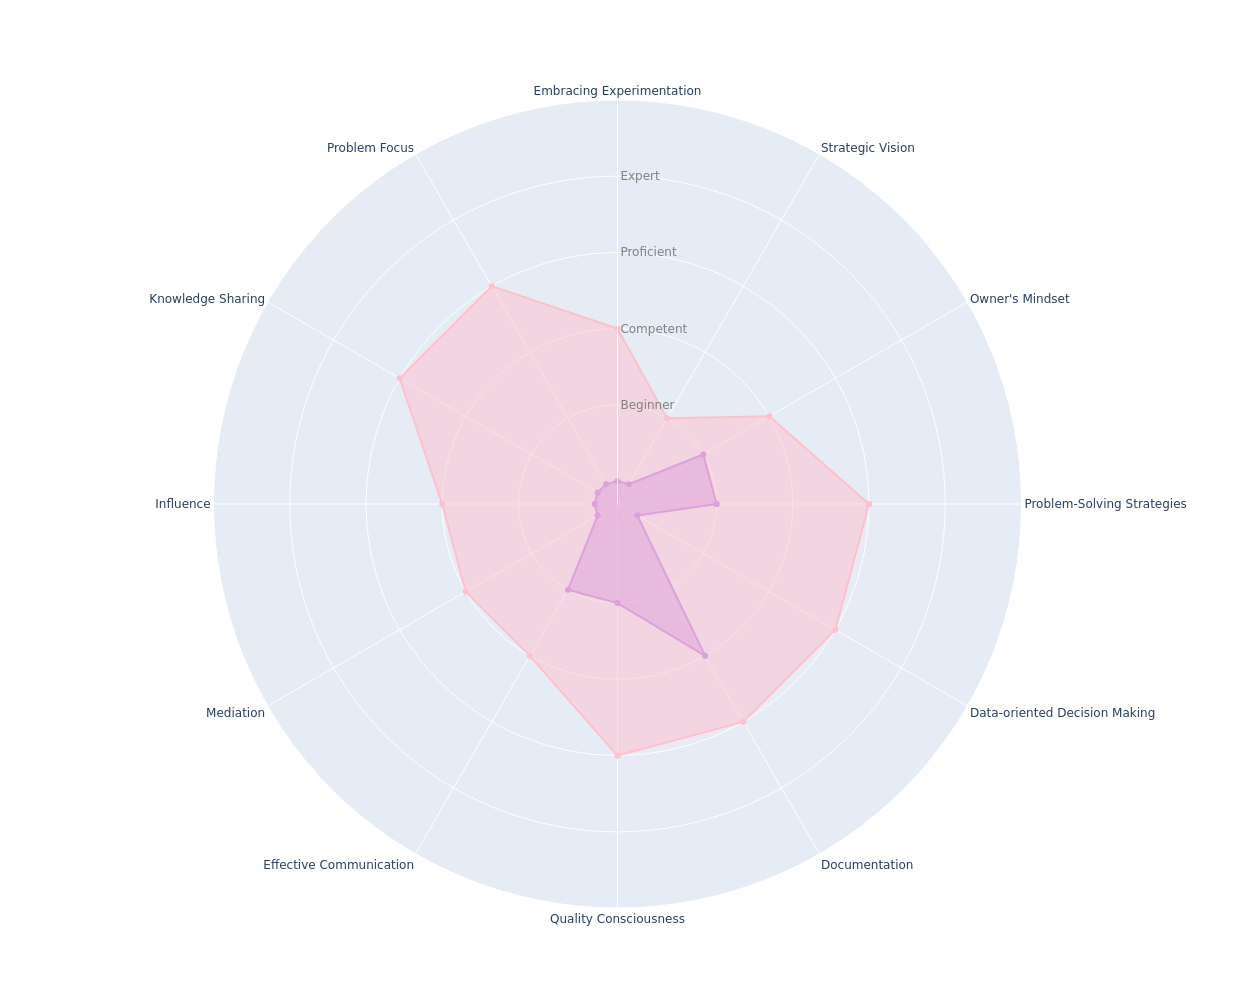 Embracing Experimentation
Problem Focus
Strategic Vision
Expert
Proficient
Knowledge Sharing
Owner's Mindset
Competent
Beginner
Influence
Problem-Solving Strategies
Mediation
Data-oriented Decision Making
Effective Communication
Documentation
Quality Consciousness